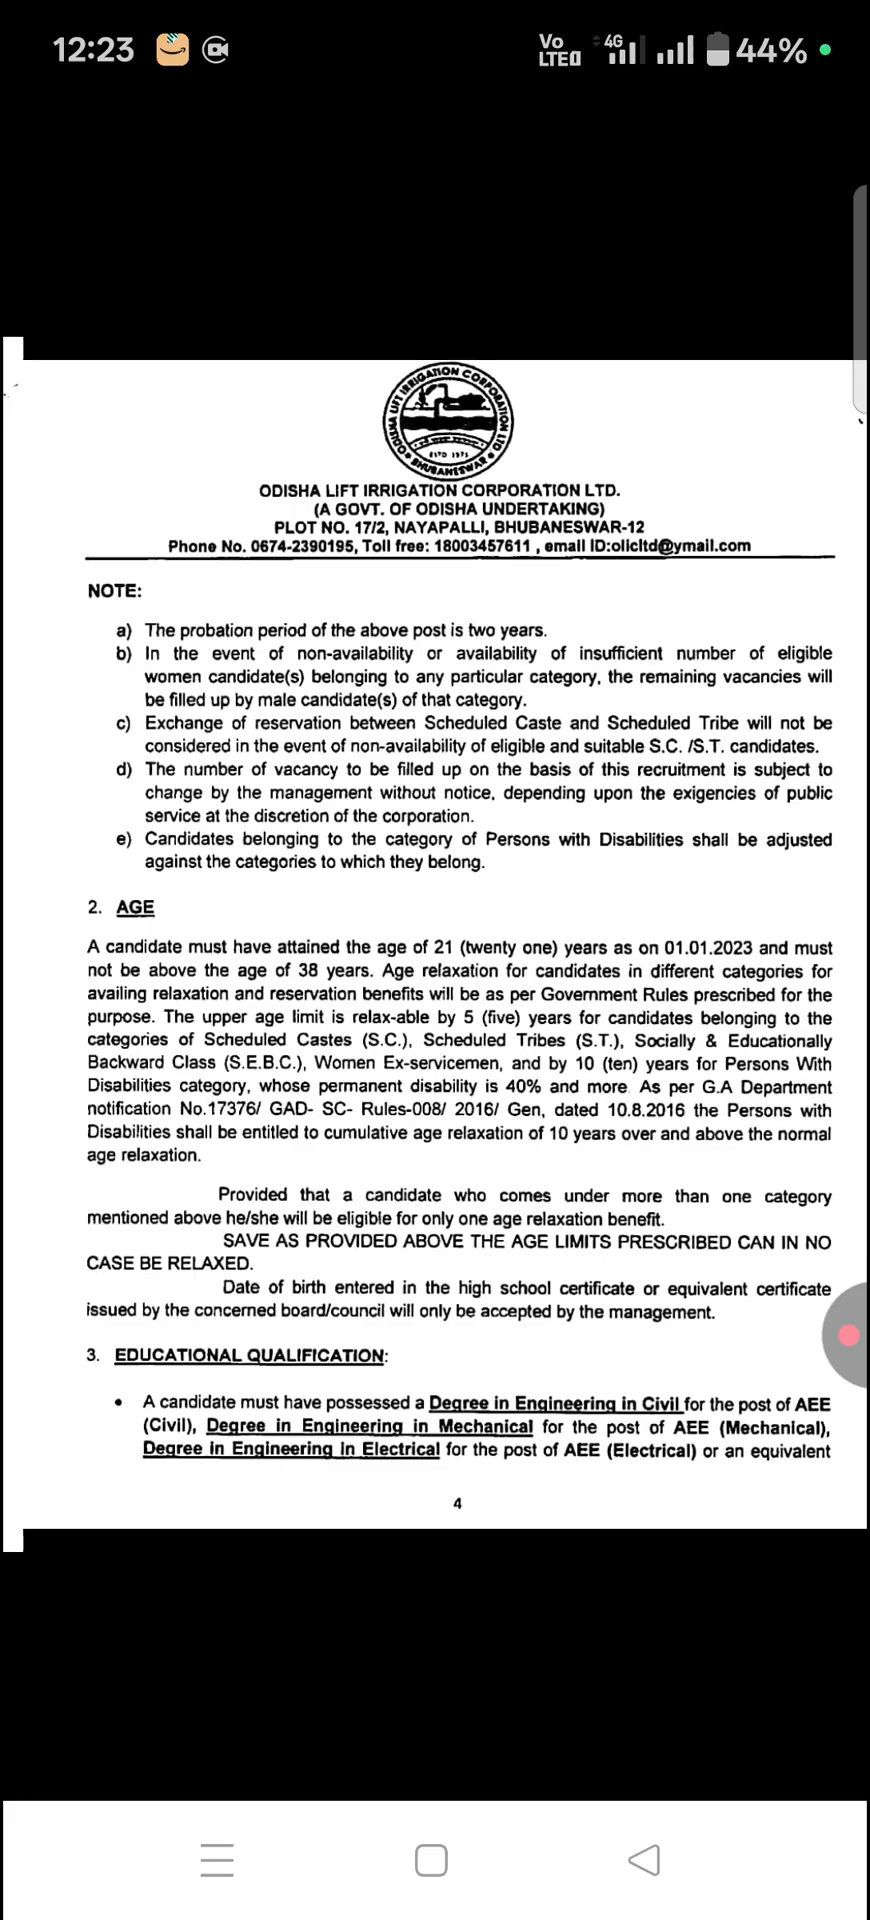 12:23
Vo
LTE
4G
44%
ODISHA LIFT IRRIGATION CORPORATION LTD
ESTD 1973
BHUBANESWAR
ODISHA LIFT IRRIGATION CORPORATION LTD.
(A GOVT. OF ODISHA UNDERTAKING)
PLOT NO. 17/2, NAYAPALLI, BHUBANESWAR-12
Phone No. 0674-2390195, Toll free: 18003457611 , email ID:olicltd@ymail.com
NOTE:
a) The probation period of the above post is two years.
b) In the event of non-availability or availability of insufficient number of eligible
women candidate(s) belonging to any particular category, the remaining vacancies will
be filled up by male candidate(s) of that category.
c) Exchange of reservation between Scheduled Caste and Scheduled Tribe will not be
considered in the event of non-availability of eligible and suitable S.C. /S.T. candidates.
d) The number of vacancy to be filled up on the basis of this recruitment is subject to
change by the management without notice, depending upon the exigencies of public
service at the discretion of the corporation.
e) Candidates belonging to the category of Persons with Disabilities shall be adjusted
against the categories to which they belong.
2. AGE
A candidate must have attained the age of 21 (twenty one) years as on 01.01.2023 and must
not be above the age of 38 years. Age relaxation for candidates in different categories for
availing relaxation and reservation benefits will be as per Government Rules prescribed for the
purpose. The upper age limit is relax-able by 5 (five) years for candidates belonging to the
categories of Scheduled Castes (S.C.), Scheduled Tribes (S.T.), Socially & Educationally
Backward Class (S.E.B.C.), Women Ex-servicemen, and by 10 (ten) years for Persons With
Disabilities category, whose permanent disability is 40% and more. As per G.A Department
notification No.17376/ GAD- SC- Rules-008/ 2016/ Gen, dated 10.8.2016 the Persons with
Disabilities shall be entitled to cumulative age relaxation of 10 years over and above the normal
age relaxation.
Provided that a candidate who comes under more than one category
mentioned above he/she will be eligible for only one age relaxation benefit.
SAVE AS PROVIDED ABOVE THE AGE LIMITS PRESCRIBED CAN IN NO
CASE BE RELAXED.
Date of birth entered in the high school certificate or equivalent certificate
issued by the concerned board/council will only be accepted by the management.
3. EDUCATIONAL QUALIFICATION:
• A candidate must have possessed a Degree in Engineering in Civil for the post of AEE
(Civil), Degree in Engineering in Mechanical for the post of AEE (Mechanical),
Degree in Engineering in Electrical for the post of AEE (Electrical) or an equivalent
4